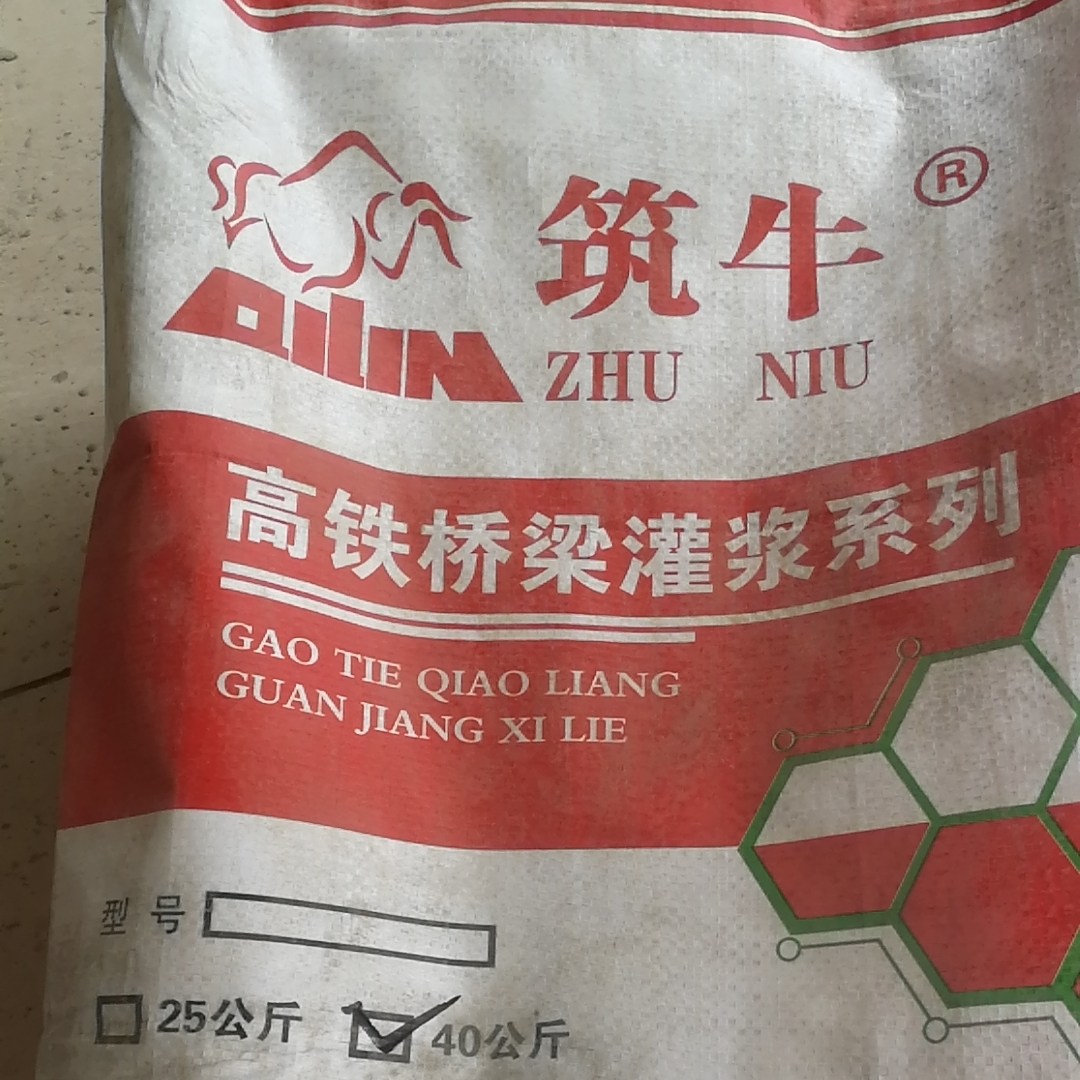 ®
筑牛
QILIN
ZHU NIU
高铁桥梁灌浆系列
GAO TIE QIAO LIANG
GUAN JIANG XI LIE
型号
25公斤 40公斤